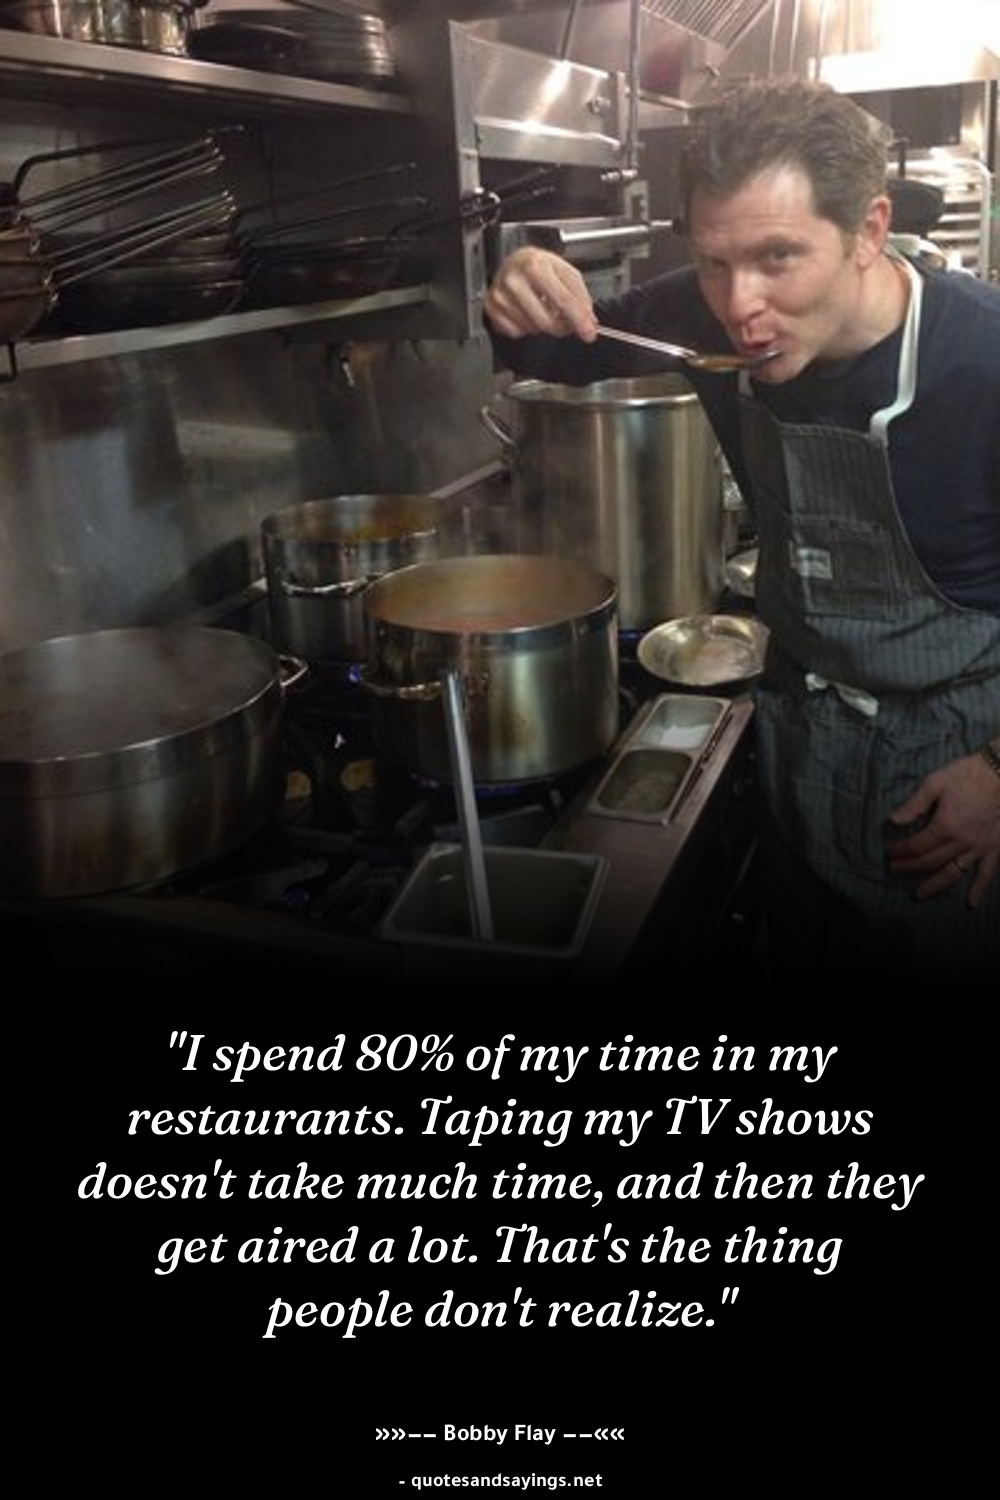 "I spend 80% of my time in my
restaurants. Taping my TV shows
doesn't take much time, and then they
get aired a lot. That's the thing
people don't realize."
»»–– Bobby Flay ––««
- quotesandsayings.net